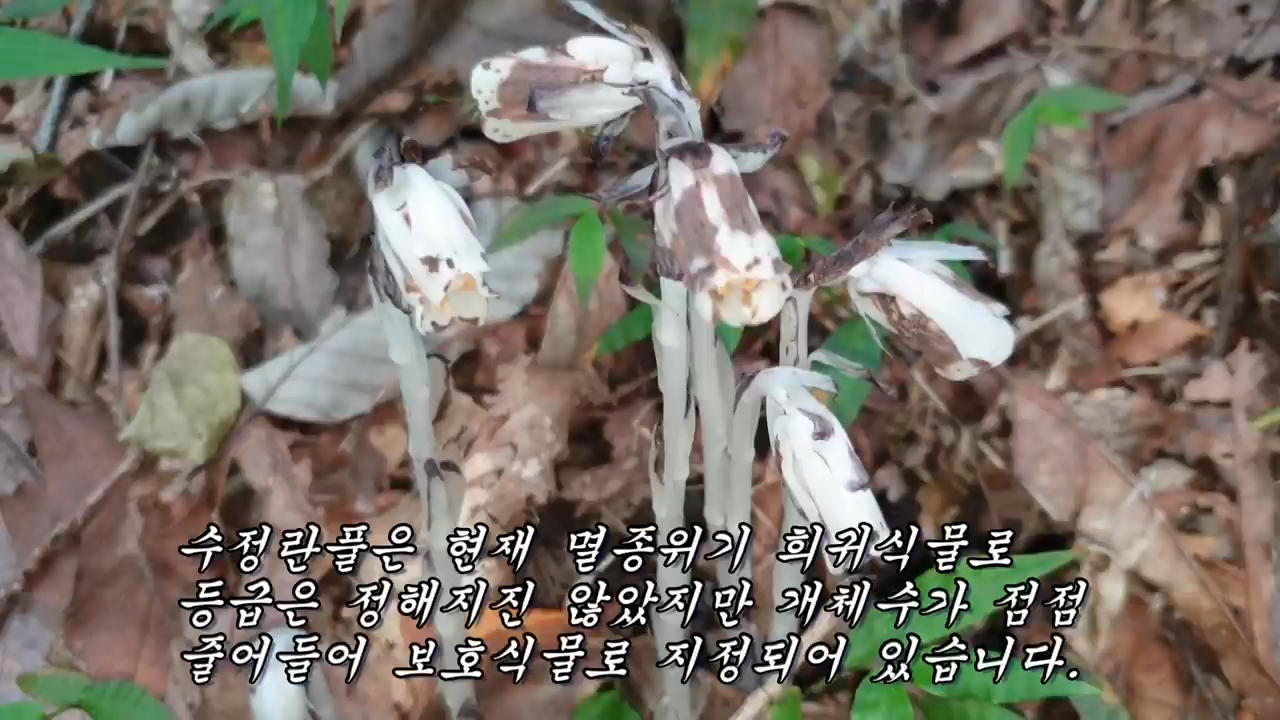 수정란풀은 현재 멸종위기 희귀식물로
등급은 정해지진 않았지만 개체수가 점점
줄어들어 보호식물로 지정되어 있습니다.